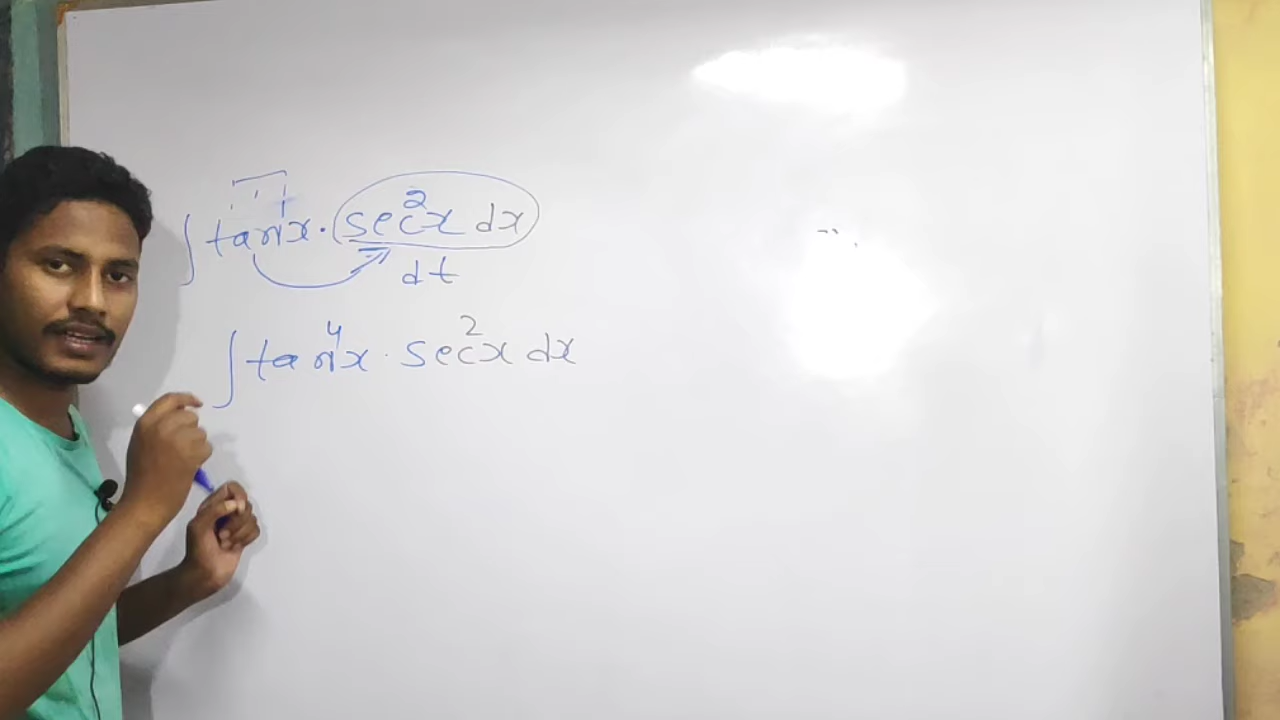 ∫ tan x · sec²x dx
dt
∫ tan⁴x · sec²x dx